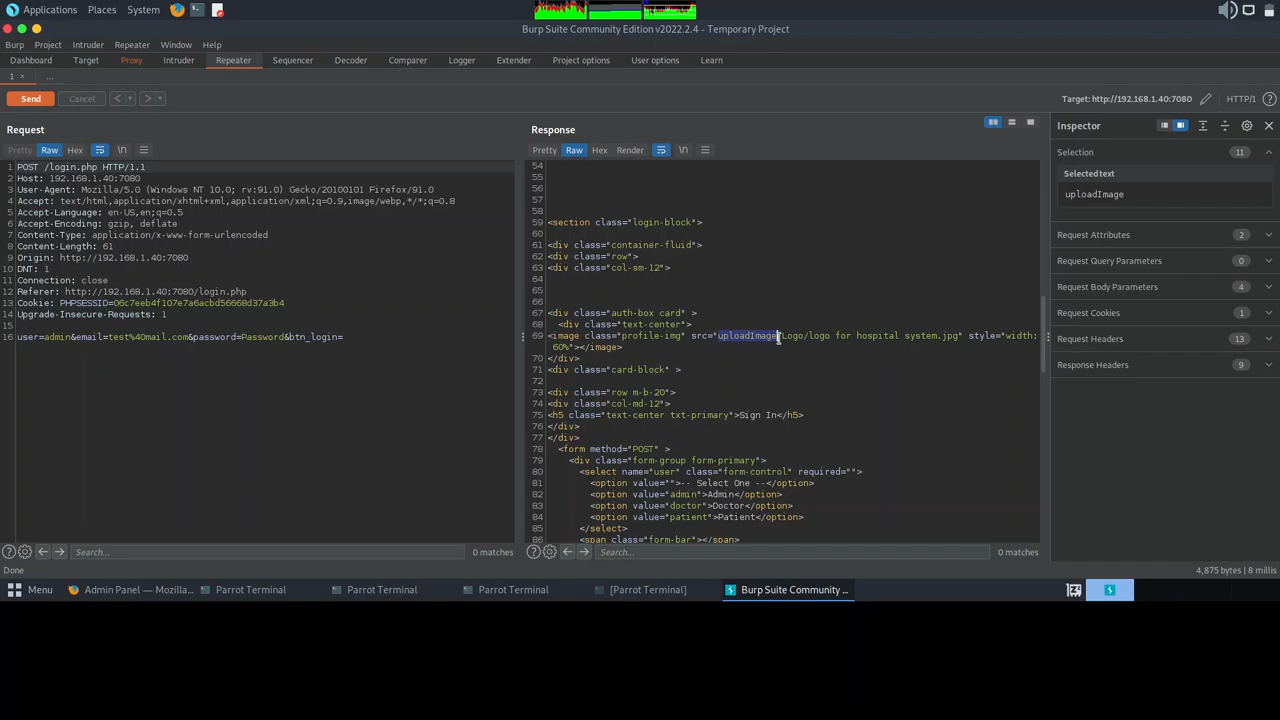 Applications Places System
Burp Suite Community Edition v2022.2.4 - Temporary Project
Burp Project Intruder Repeater Window Help
Dashboard Target Proxy Intruder Repeater Sequencer Decoder Comparer Logger Extender Project options User options Learn
1 × ...
Send Cancel < > Target: http://192.168.1.40:7080 HTTP/1 ?
Request
Pretty Raw Hex \n
1 POST /login.php HTTP/1.1
2 Host: 192.168.1.40:7080
3 User-Agent: Mozilla/5.0 (Windows NT 10.0; rv:91.0) Gecko/20100101 Firefox/91.0
4 Accept: text/html,application/xhtml+xml,application/xml;q=0.9,image/webp,*/*;q=0.8
5 Accept-Language: en-US,en;q=0.5
6 Accept-Encoding: gzip, deflate
7 Content-Type: application/x-www-form-urlencoded
8 Content-Length: 61
9 Origin: http://192.168.1.40:7080
10 DNT: 1
11 Connection: close
12 Referer: http://192.168.1.40:7080/login.php
13 Cookie: PHPSESSID=06c7eeb4f107e7a6acbd56668d37a3b4
14 Upgrade-Insecure-Requests: 1
15
16 user=admin&email=test%40mail.com&password=Password&btn_login=
Search... 0 matches
Response
Pretty Raw Hex Render \n
54
55
56
57
58
59 <section class="login-block">
60
61 <div class="container-fluid">
62 <div class="row">
63 <div class="col-sm-12">
64
65
66
67 <div class="auth-box card" >
68 <div class="text-center">
69 <image class="profile-img" src="uploadImage/Logo/logo for hospital system.jpg" style="width:
60%"></image>
70 </div>
71 <div class="card-block" >
72
73 <div class="row m-b-20">
74 <div class="col-md-12">
75 <h5 class="text-center txt-primary">Sign In</h5>
76 </div>
77 </div>
78 <form method="POST" >
79 <div class="form-group form-primary">
80 <select name="user" class="form-control" required="">
81 <option value="">-- Select One --</option>
82 <option value="admin">Admin</option>
83 <option value="doctor">Doctor</option>
84 <option value="patient">Patient</option>
85 </select>
86 <span class="form-bar"></span>
Search... 0 matches
Inspector
Selection 11
Selected text
uploadImage
Request Attributes 2
Request Query Parameters 0
Request Body Parameters 4
Request Cookies 1
Request Headers 13
Response Headers 9
Done 4,875 bytes | 8 millis
Menu Admin Panel — Mozilla... Parrot Terminal Parrot Terminal Parrot Terminal [Parrot Terminal] Burp Suite Community ...